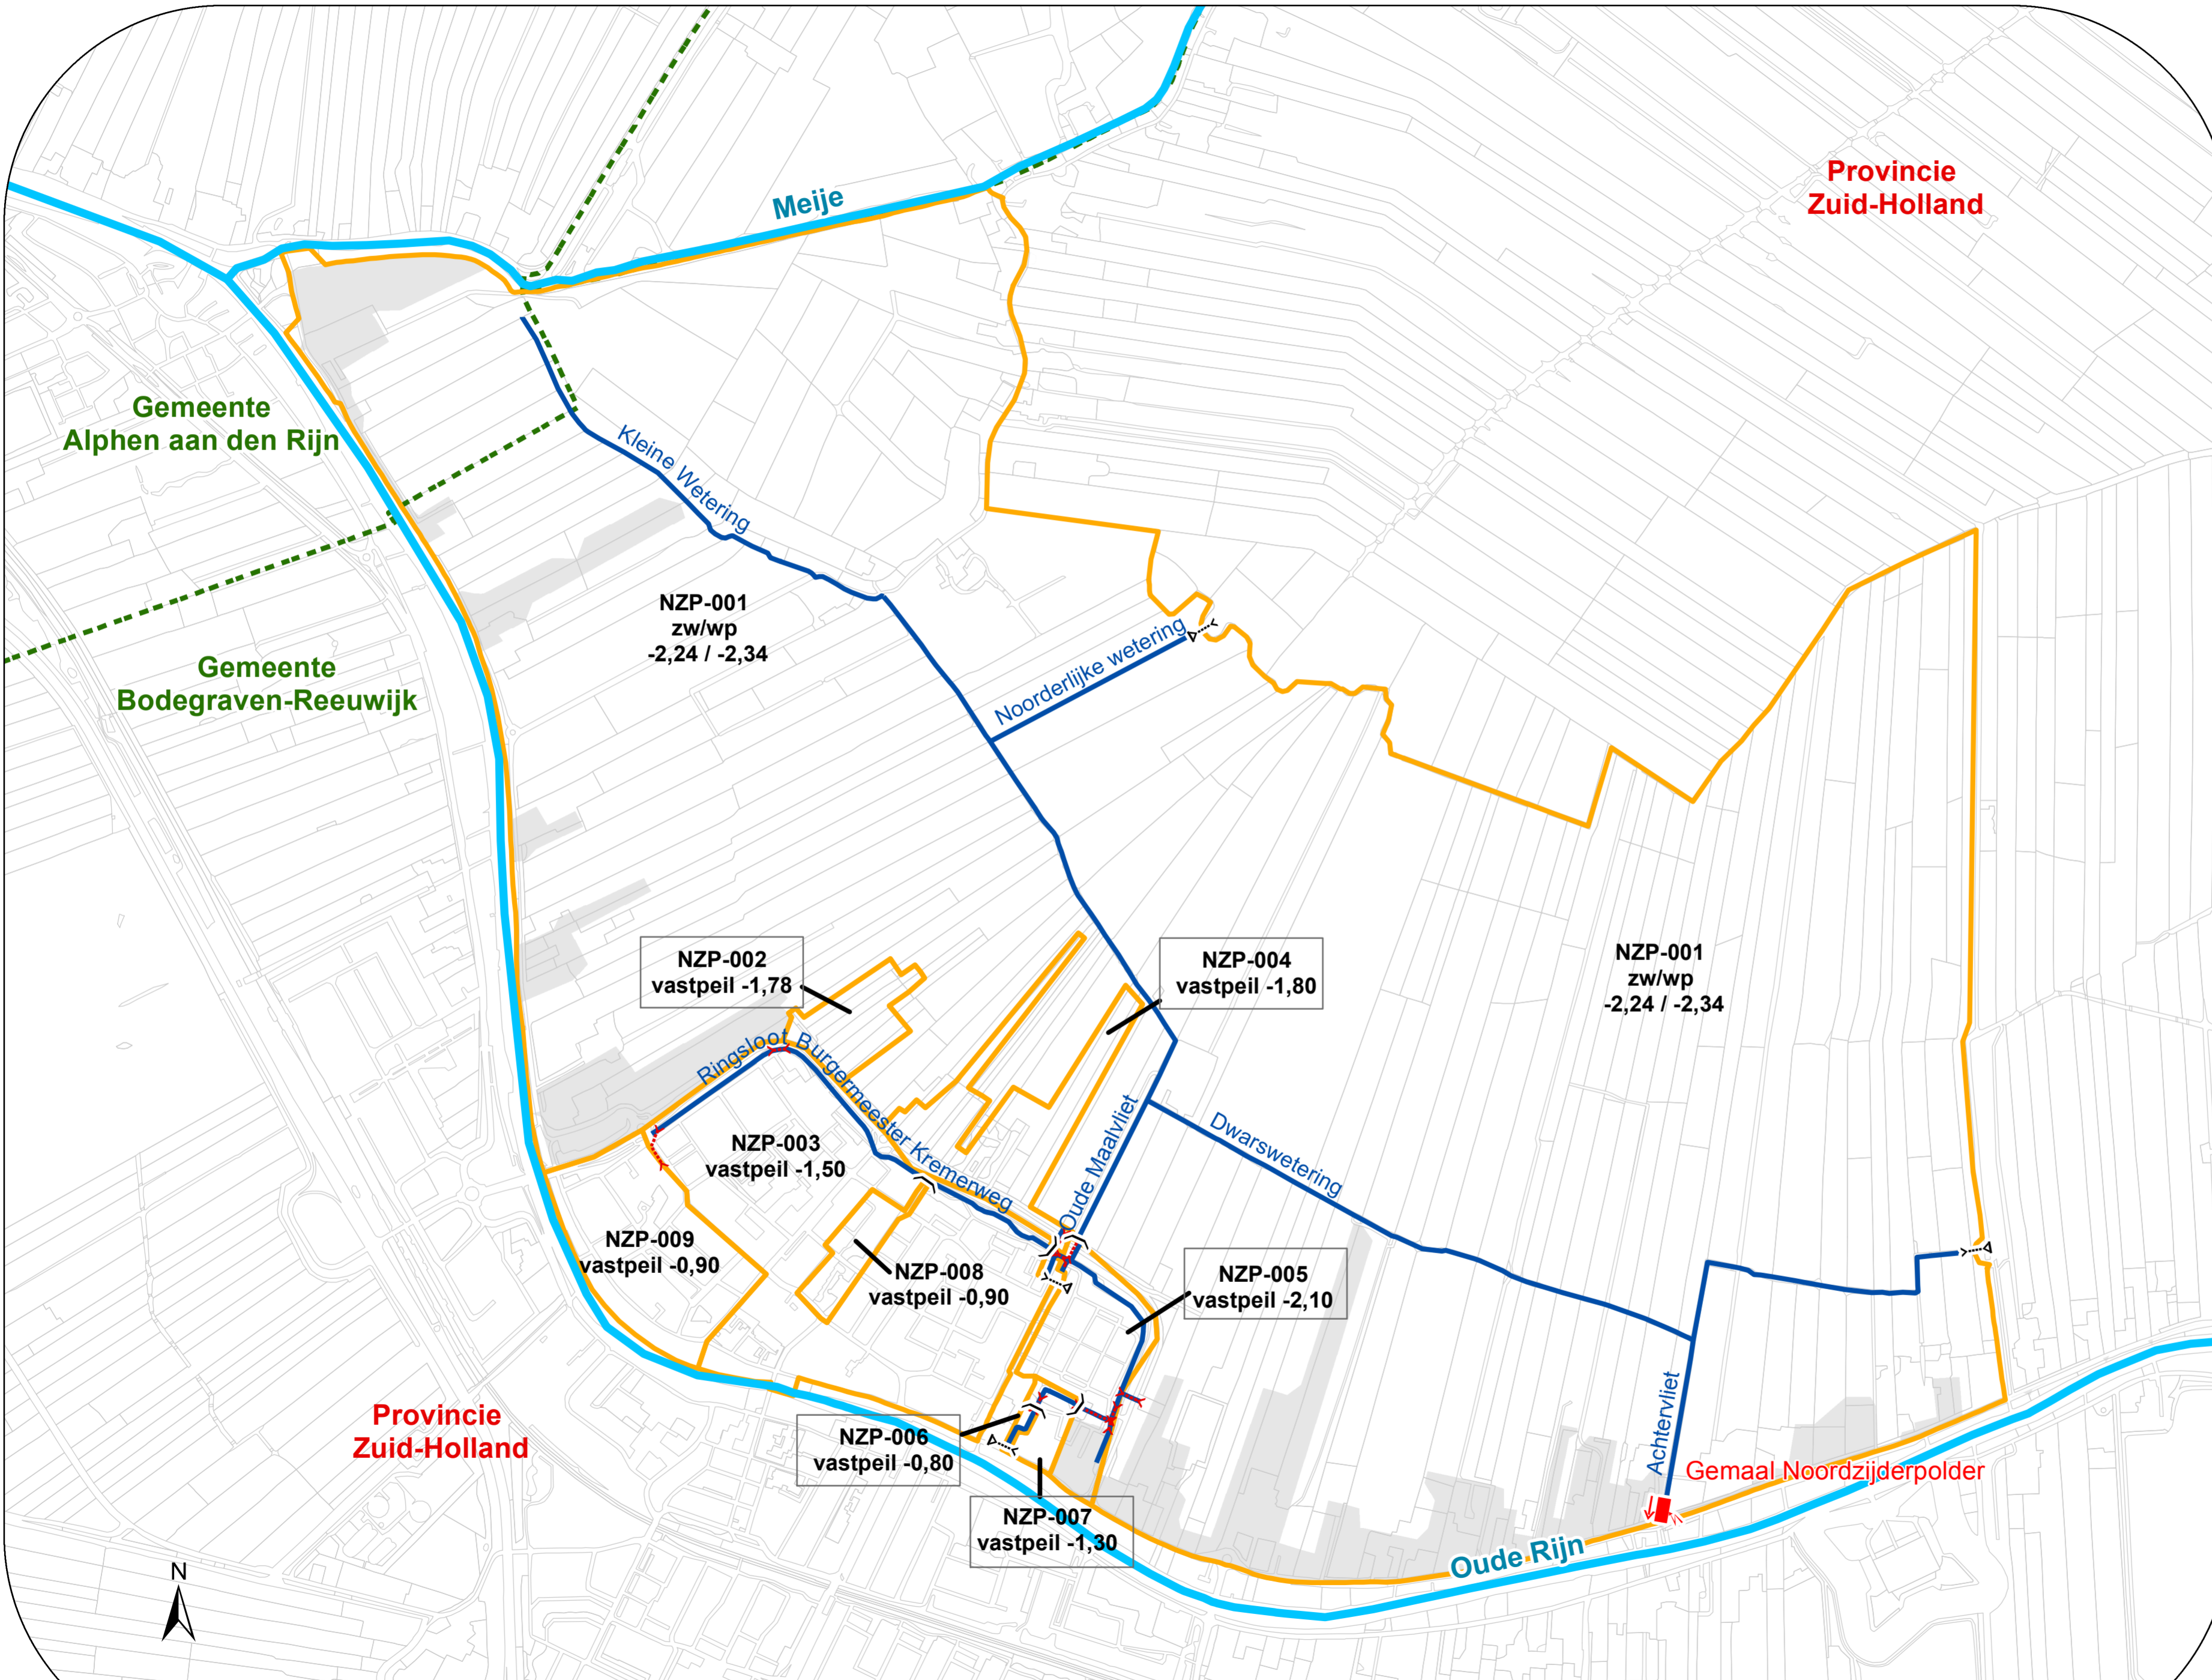 Provincie
Zuid-Holland
Meije
Gemeente
Alphen aan den Rijn
Kleine Wetering
NZP-001
zw/wp
-2,24 / -2,34
Noorderlijke wetering
Gemeente
Bodegraven-Reeuwijk
NZP-002
vastpeil -1,78
NZP-004
vastpeil -1,80
NZP-001
zw/wp
-2,24 / -2,34
Ringsloot Burgermeester Kremerweg
Oude Maalvliet
Dwarswetering
NZP-003
vastpeil -1,50
NZP-009
vastpeil -0,90
NZP-008
vastpeil -0,90
NZP-005
vastpeil -2,10
Provincie
Zuid-Holland
NZP-006
vastpeil -0,80
Achtervliet
Gemaal Noordzijderpolder
NZP-007
vastpeil -1,30
Oude Rijn
N